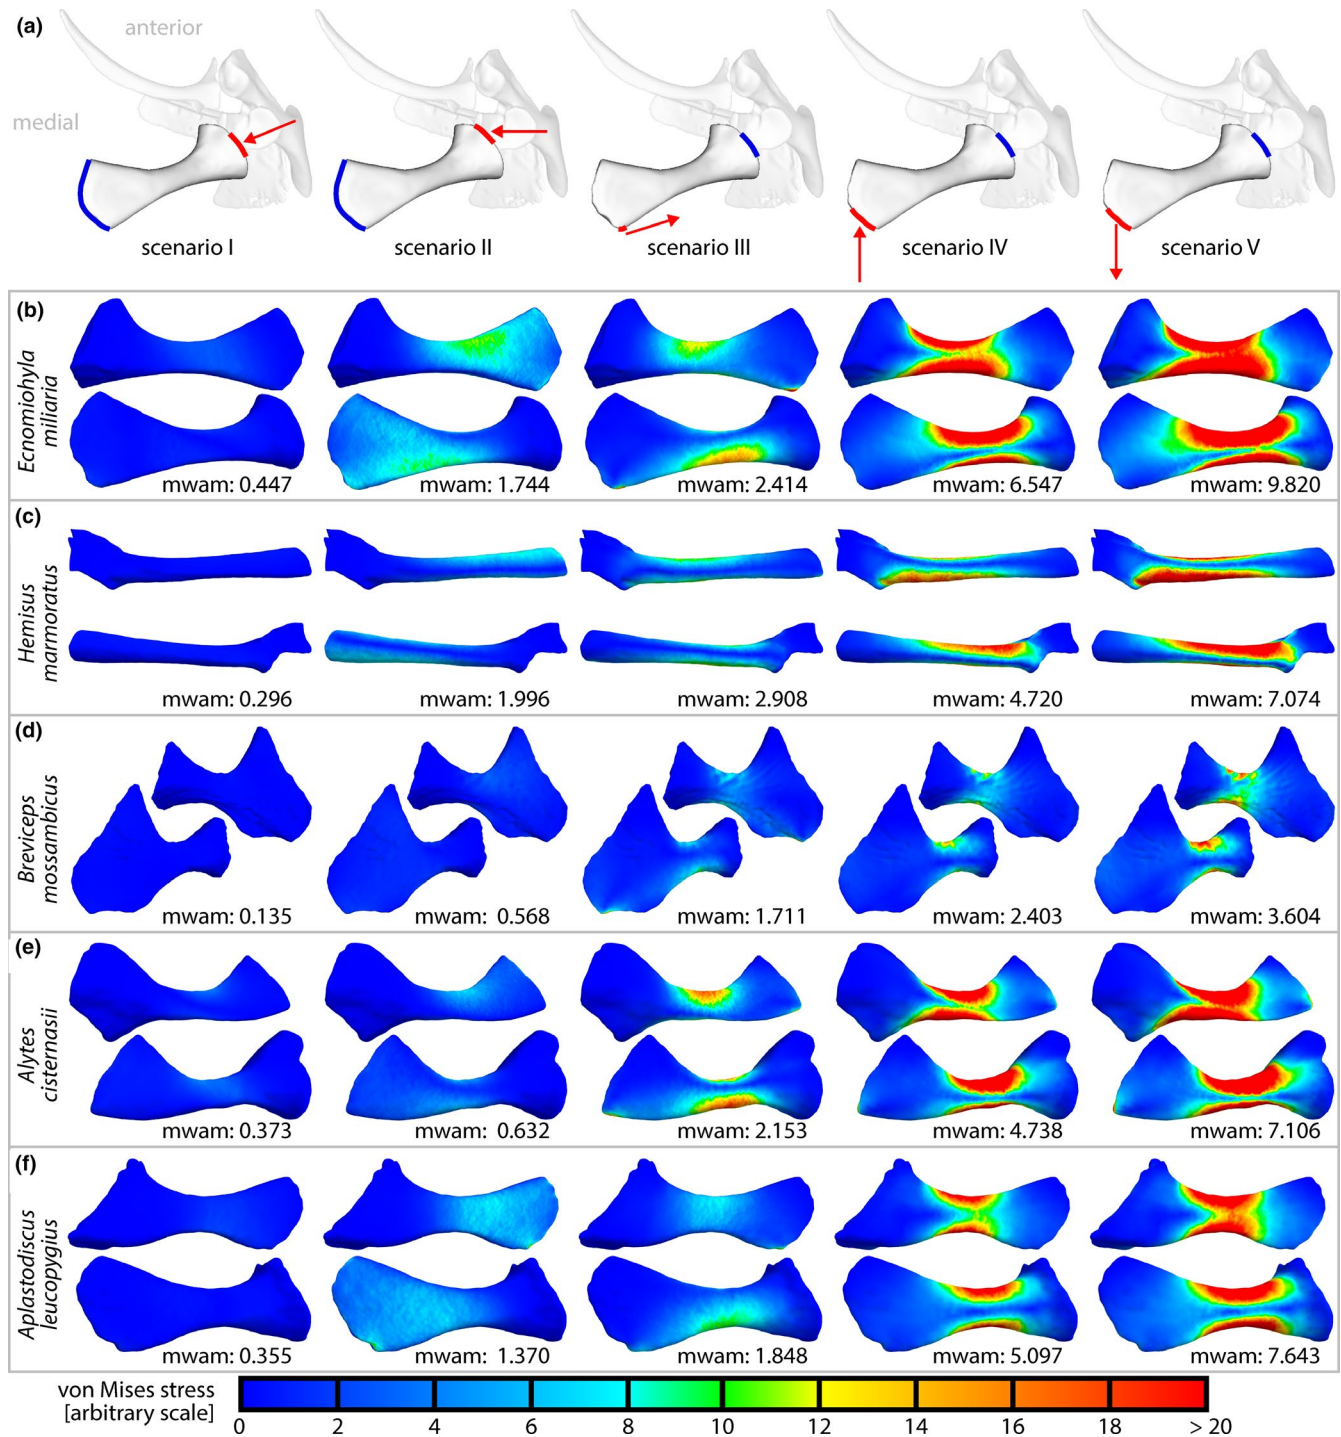 (a)
anterior
medial
scenario I
scenario II
scenario III
scenario IV
scenario V
(b)
Ecnomiohyla
miliaria
mwam: 0.447
mwam: 1.744
mwam: 2.414
mwam: 6.547
mwam: 9.820
(c)
Hemisus
marmoratus
mwam: 0.296
mwam: 1.996
mwam: 2.908
mwam: 4.720
mwam: 7.074
(d)
Breviceps
mossambicus
mwam: 0.135
mwam: 0.568
mwam: 1.711
mwam: 2.403
mwam: 3.604
(e)
Alytes
cisternasii
mwam: 0.373
mwam: 0.632
mwam: 2.153
mwam: 4.738
mwam: 7.106
(f)
Aplastodiscus
leucopygius
mwam: 0.355
mwam: 1.370
mwam: 1.848
mwam: 5.097
mwam: 7.643
von Mises stress
[arbitrary scale]
0 2 4 6 8 10 12 14 16 18 > 20